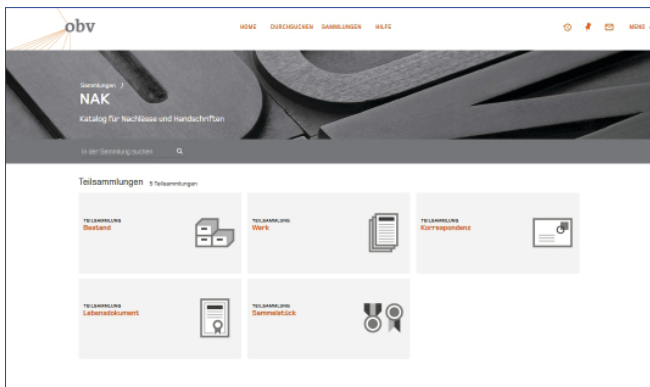 obv
HOME DURCHSUCHEN SAMMLUNGEN HILFE MENÜ
Sammlungen /
NAK
Katalog für Nachlässe und Handschriften
In der Sammlung suchen
Teilsammlungen 5 Teilsammlungen
TEILSAMMLUNG
Bestand
TEILSAMMLUNG
Werk
TEILSAMMLUNG
Korrespondenz
TEILSAMMLUNG
Lebensdokument
TEILSAMMLUNG
Sammelstück